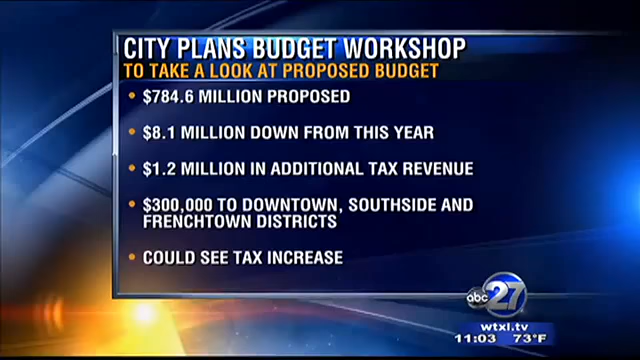 CITY PLANS BUDGET WORKSHOP
TO TAKE A LOOK AT PROPOSED BUDGET
• $784.6 MILLION PROPOSED
• $8.1 MILLION DOWN FROM THIS YEAR
• $1.2 MILLION IN ADDITIONAL TAX REVENUE
• $300,000 TO DOWNTOWN, SOUTHSIDE AND
FRENCHTOWN DISTRICTS
• COULD SEE TAX INCREASE
abc 27
wtxl.tv
11:03 73°F